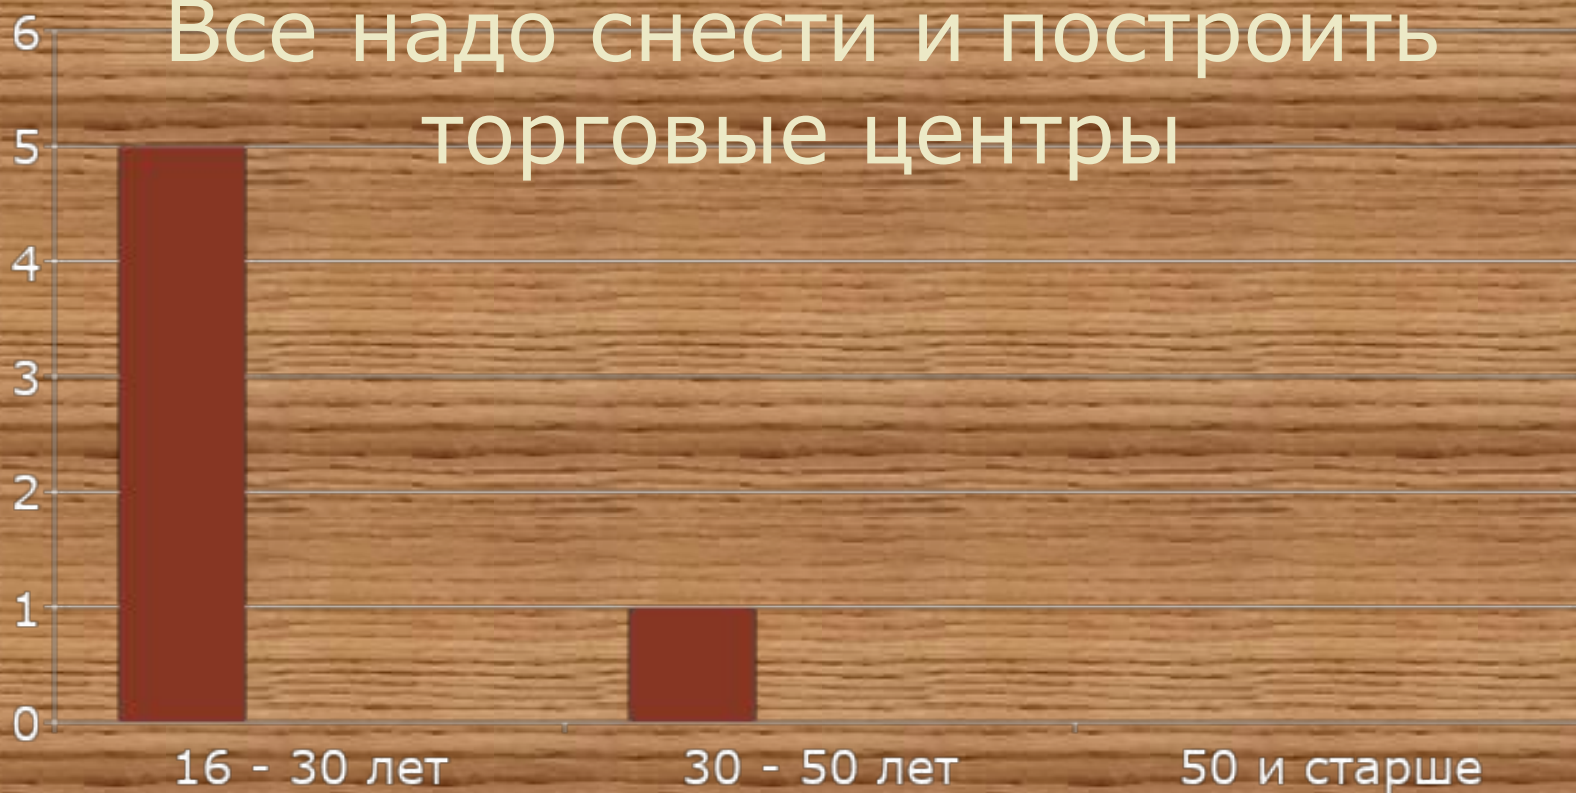 Все надо снести и построить
торговые центры
6
5
4
3
2
1
0
16 - 30 лет 30 - 50 лет 50 и старше